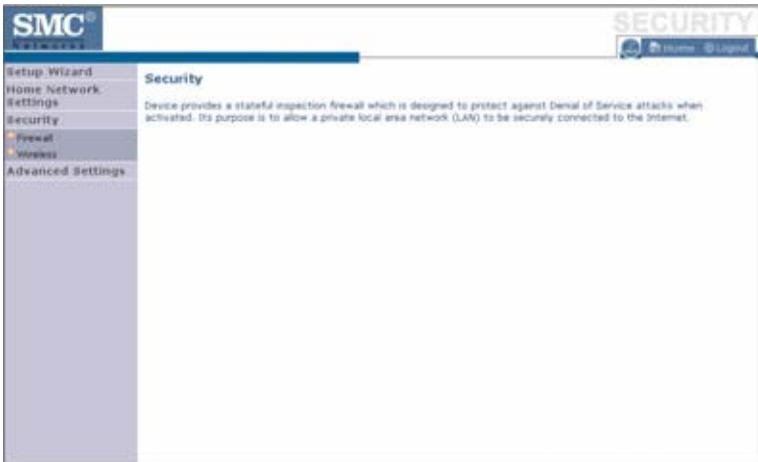 SMC®
Networks
SECURITY
Home Logout
Setup Wizard
Home Network
Settings
Security
Firewall
Wireless
Advanced Settings
Security
Device provides a stateful inspection firewall which is designed to protect against Denial of Service attacks when
activated. Its purpose is to allow a private local area network (LAN) to be securely connected to the Internet.